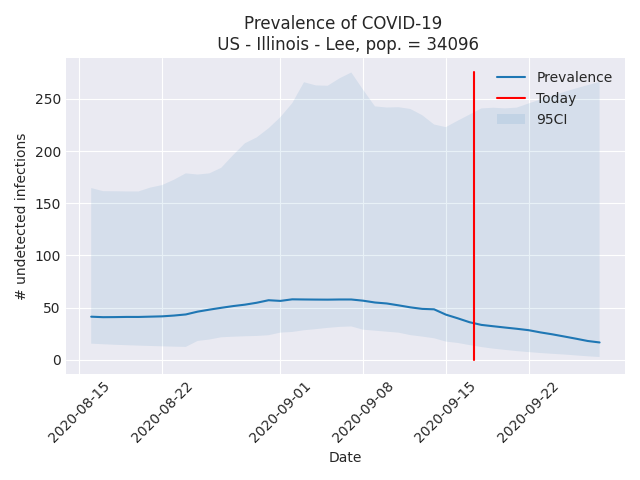 Prevalence of COVID-19
US - Illinois - Lee, pop. = 34096
Prevalence
Today
95CI
# undetected infections
250
200
150
100
50
0
2020-08-15
2020-08-22
2020-09-01
2020-09-08
2020-09-15
2020-09-22
Date